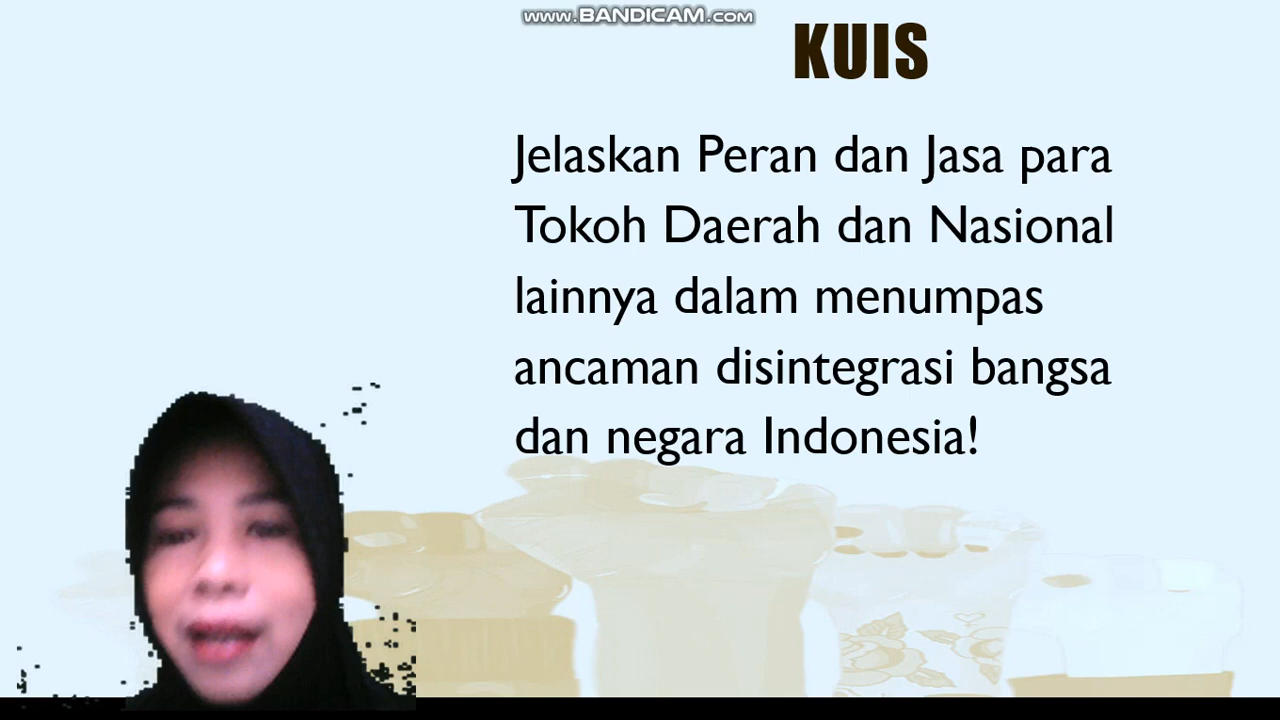 www.BANDICAM.com
KUIS
Jelaskan Peran dan Jasa para
Tokoh Daerah dan Nasional
lainnya dalam menumpas
ancaman disintegrasi bangsa
dan negara Indonesia!